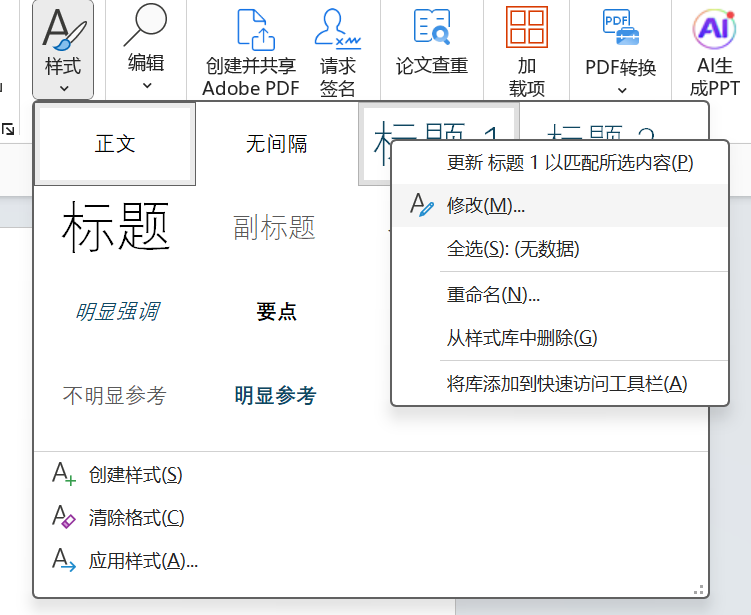 样式
编辑
创建并共享
Adobe PDF
请求
签名
论文查重
加
载项
PDF
PDF转换
AI
AI生
成PPT
正文
无间隔
标题 1
标题 2
标题
副标题
明显强调
要点
不明显参考
明显参考
更新 标题 1 以匹配所选内容(P)
修改(M)...
全选(S): (无数据)
重命名(N)...
从样式库中删除(G)
将库添加到快速访问工具栏(A)
创建样式(S)
清除格式(C)
应用样式(A)...